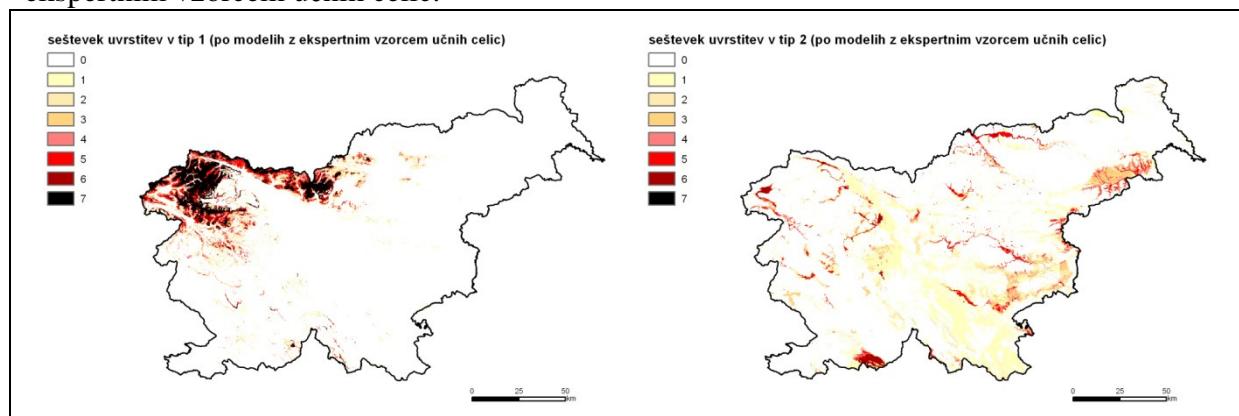 ekspertnim vzorcem učnih celic.
seštevek uvrstitev v tip 1 (po modelih z ekspertnim vzorcem učnih celic)
0
1
2
3
4
5
6
7
0 25 50
km
seštevek uvrstitev v tip 2 (po modelih z ekspertnim vzorcem učnih celic)
0
1
2
3
4
5
6
7
0 25 50
km